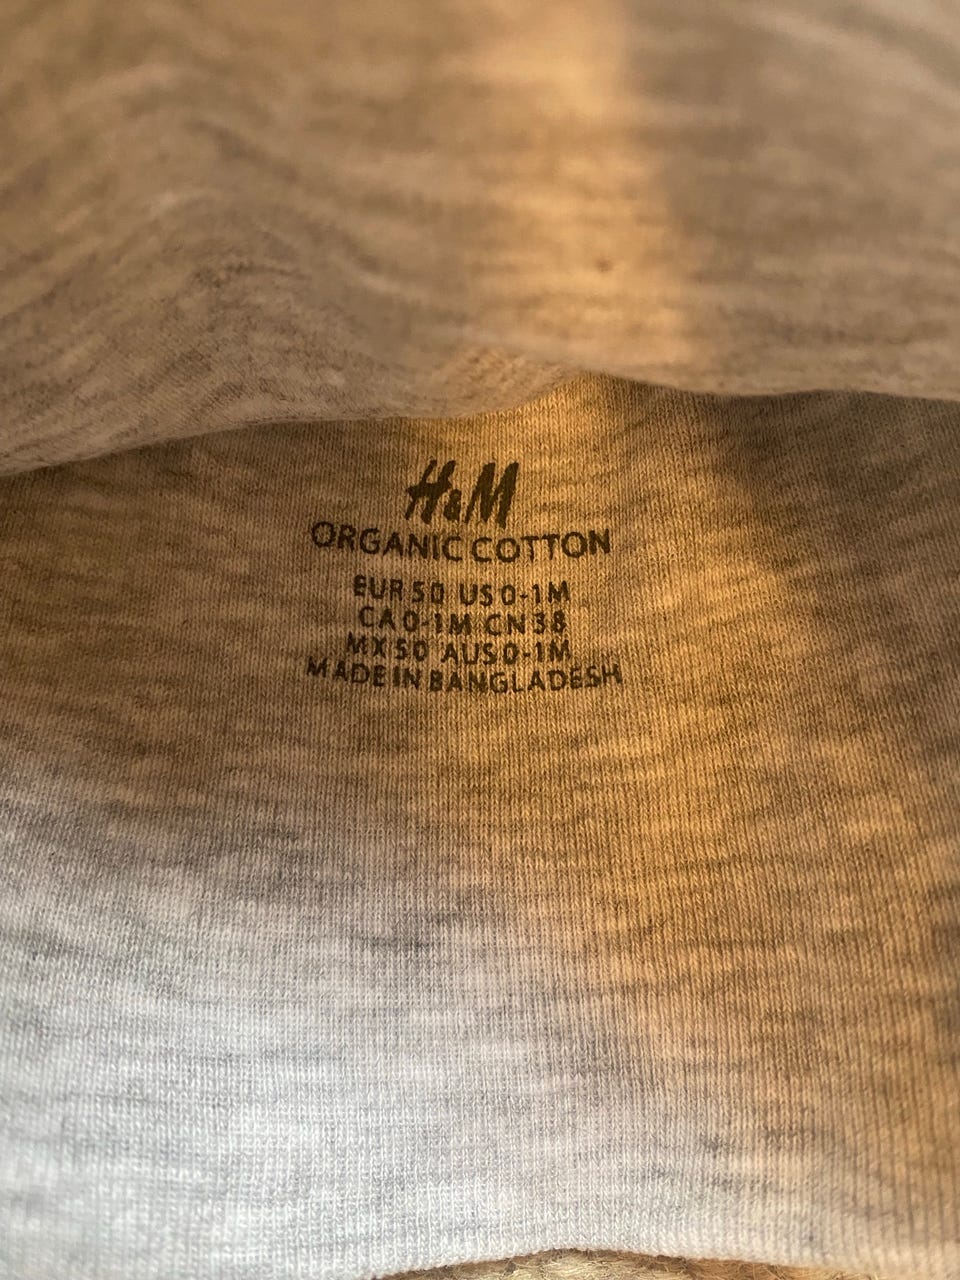 H&M
ORGANIC COTTON
EUR 50 US 0-1M
CA 0-1M CN 38
MX 50 AUS 0-1M
MADE IN BANGLADESH